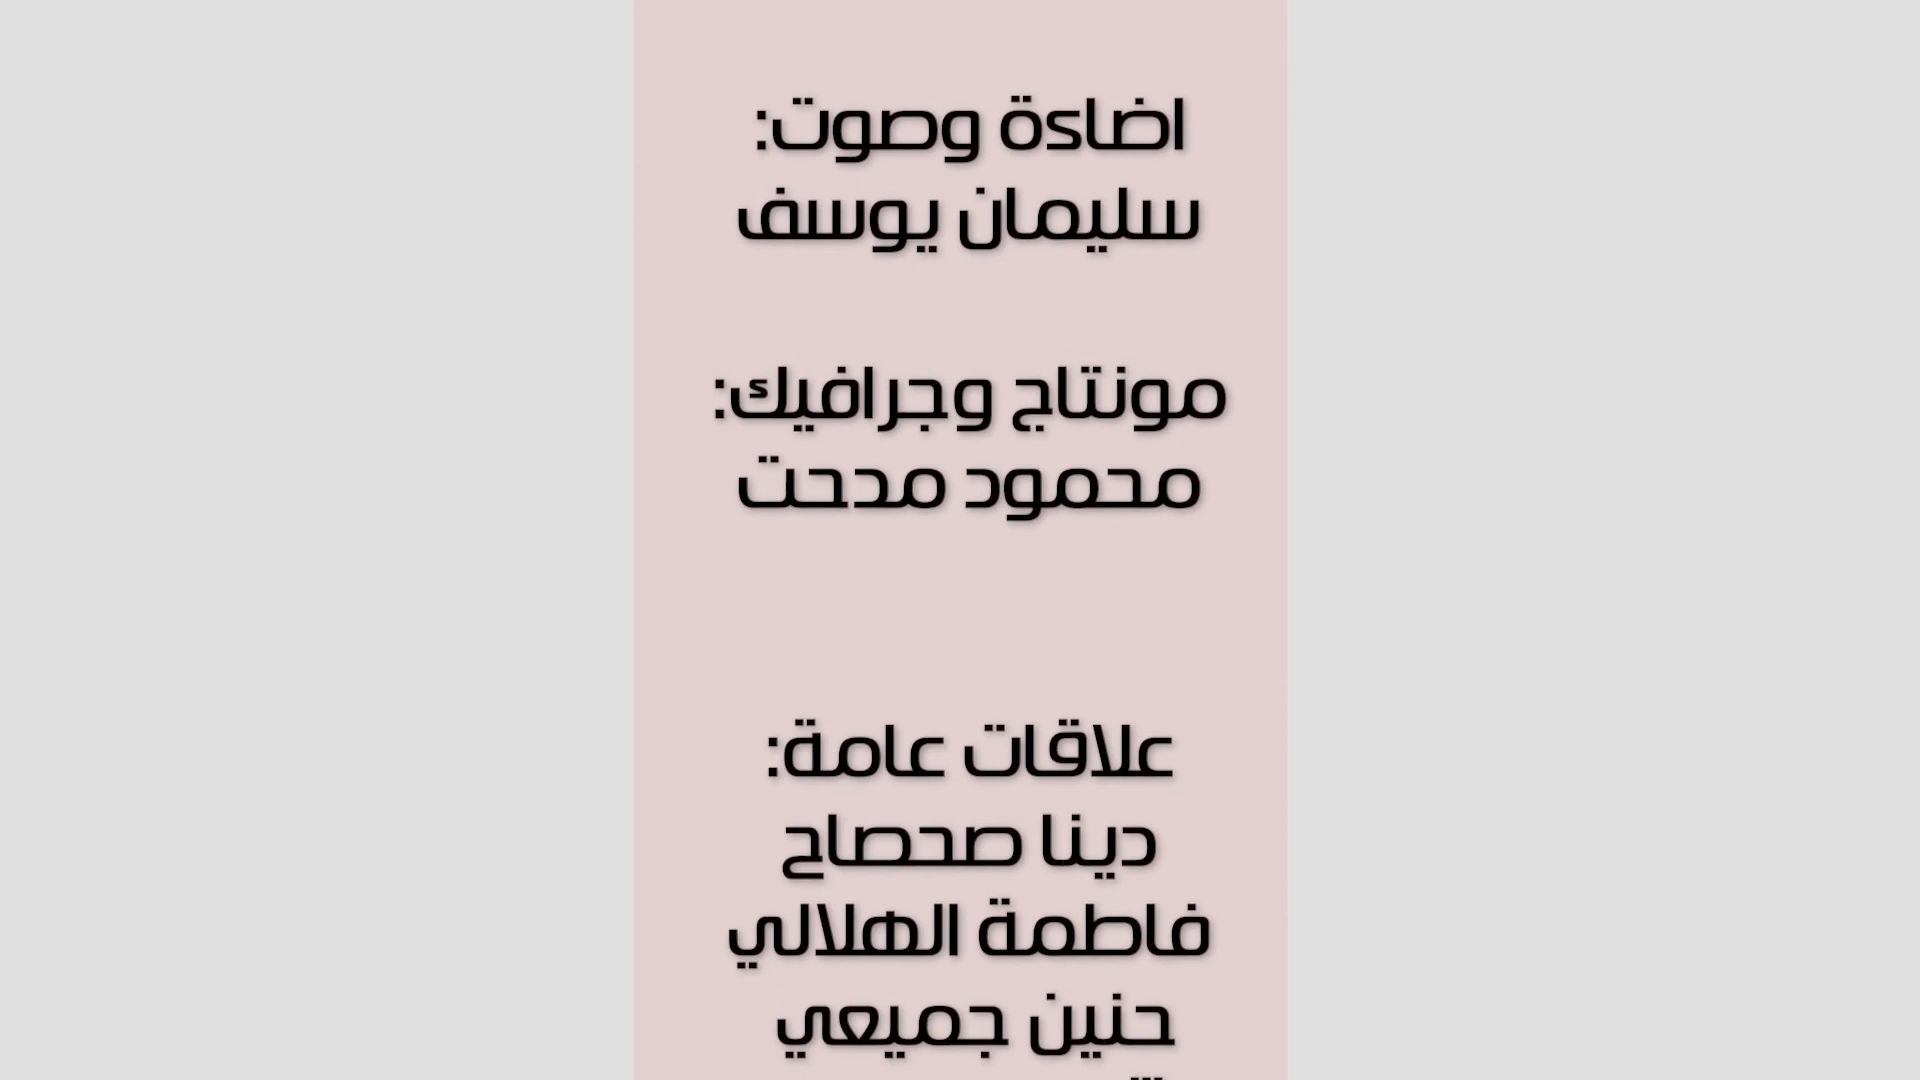 اضاءة وصوت:
سليمان يوسف
مونتاج وجرافيك:
محمود مدحت
علاقات عامة:
دينا صحصاح
فاطمة الهلالي
حنين جميعي